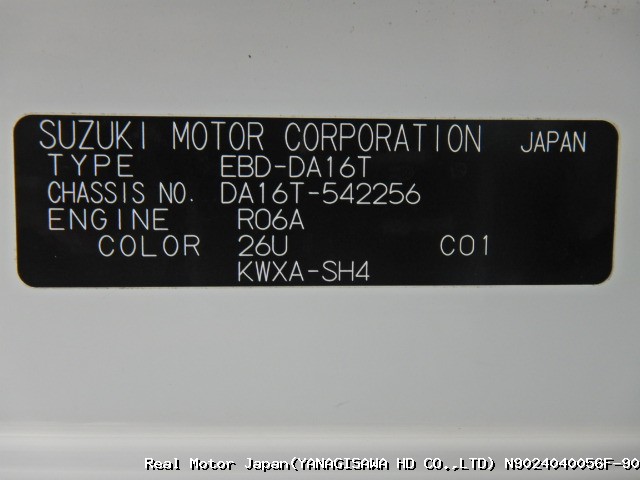 SUZUKI MOTOR CORPORATION JAPAN
TYPE EBD-DA16T
CHASSIS NO. DA16T-542256
ENGINE R06A
COLOR 26U C01
KWXA-SH4
Real Motor Japan(YANAGISAWA HD CO.,LTD) N9024040056F-90